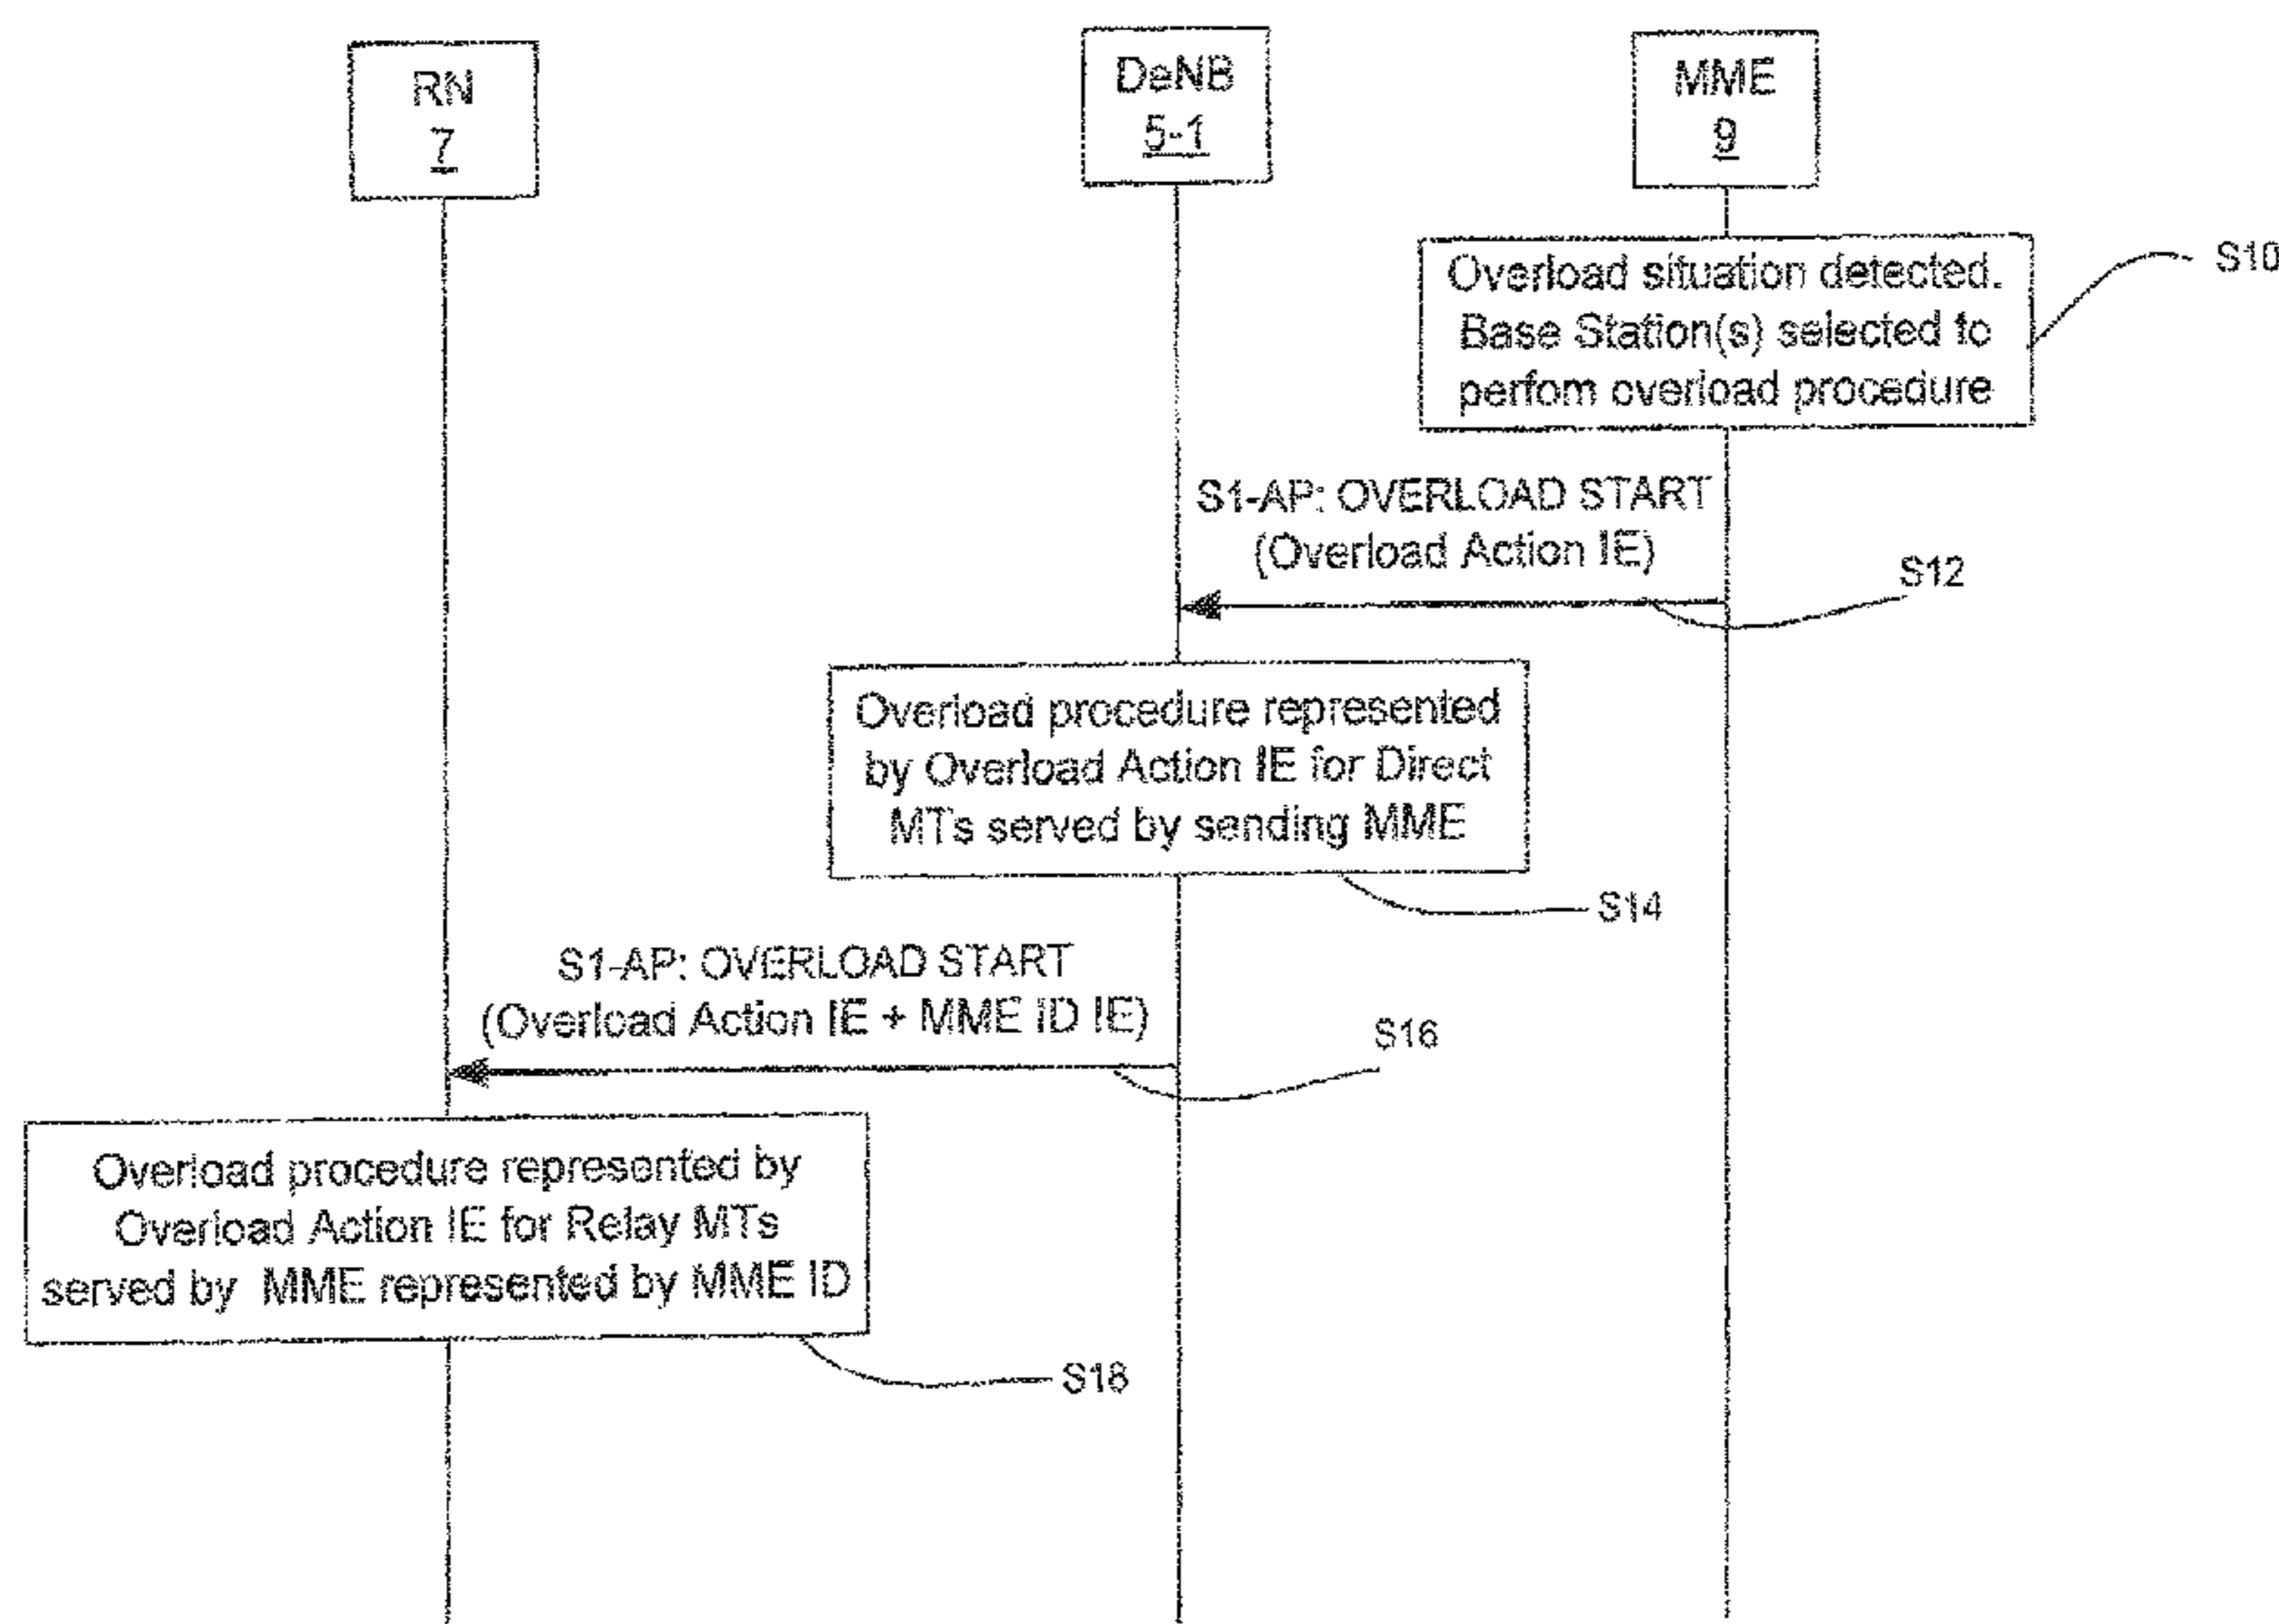 RN
7
DeNB
5-1
MME
9
Overload situation detected.
Base Station(s) selected to
perfom overload procedure
S10
S1-AP: OVERLOAD START
(Overload Action IE)
S12
Overload procedure represented
by Overload Action IE for Direct
MTs served by sending MME
S14
S1-AP: OVERLOAD START
(Overload Action IE + MME ID IE)
S16
Overload procedure represented by
Overload Action IE for Relay MTs
served by MME represented by MME ID
S18